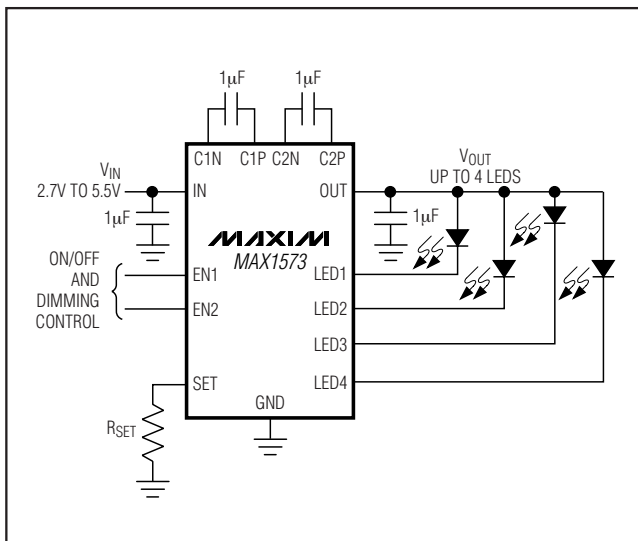 1µF
1µF
C1N C1P C2N C2P
VIN
2.7V TO 5.5V
IN
OUT
VOUT
UP TO 4 LEDS
1µF
1µF
MAXIM
MAX1573
ON/OFF
AND
DIMMING
CONTROL
EN1
EN2
LED1
LED2
LED3
LED4
SET
GND
RSET